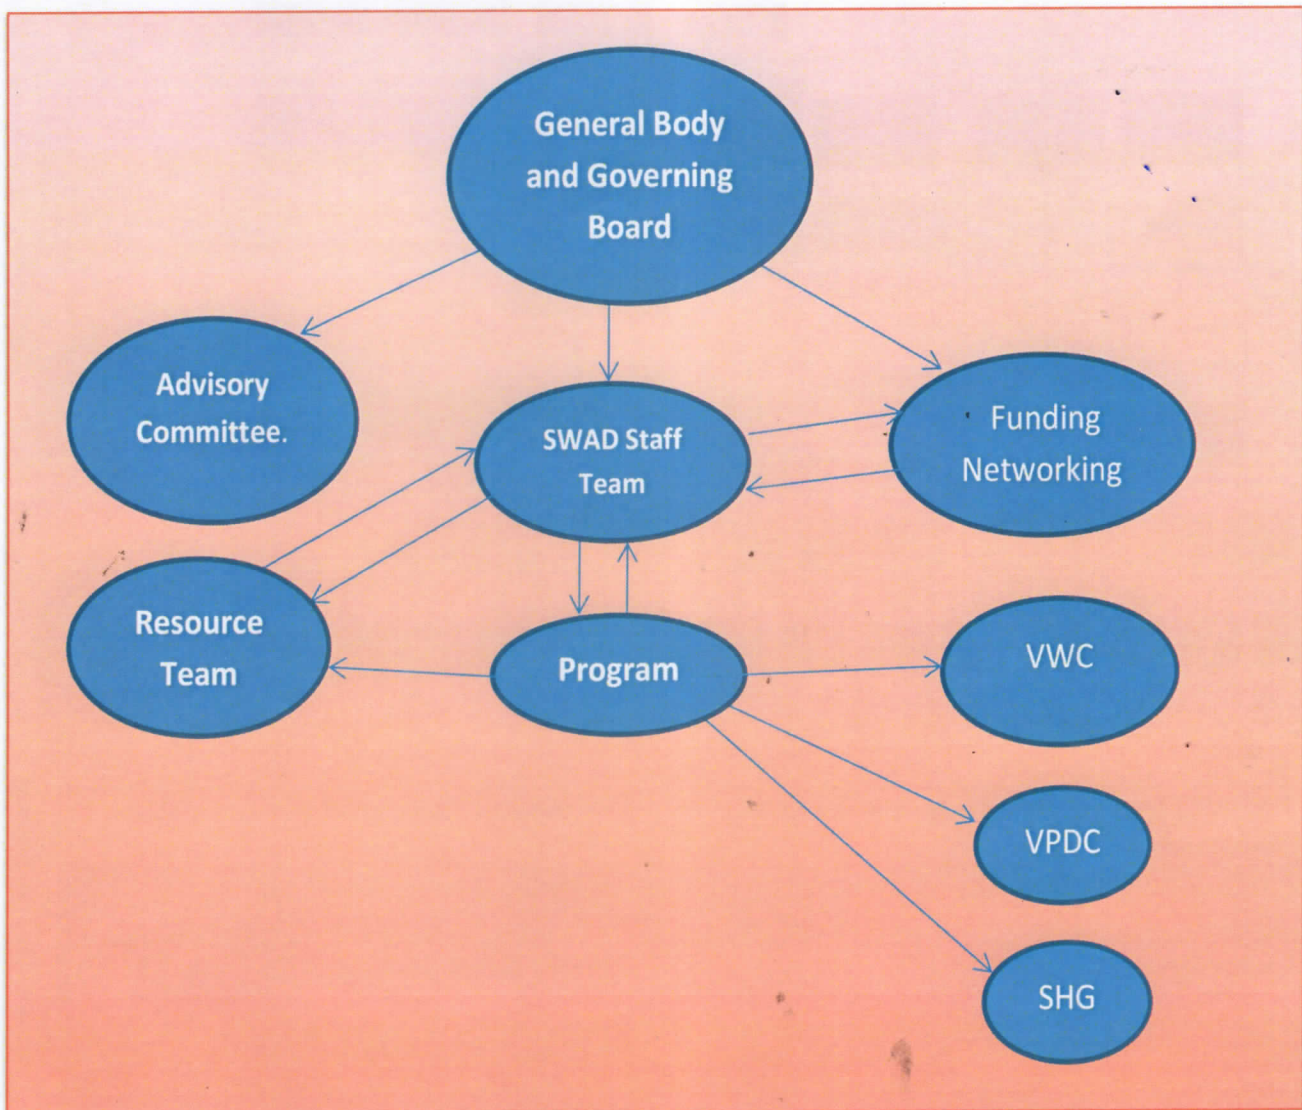 General Body
and Governing
Board
Advisory
Committee.
SWAD Staff
Team
Funding
Networking
Resource
Team
Program
VWC
VPDC
SHG